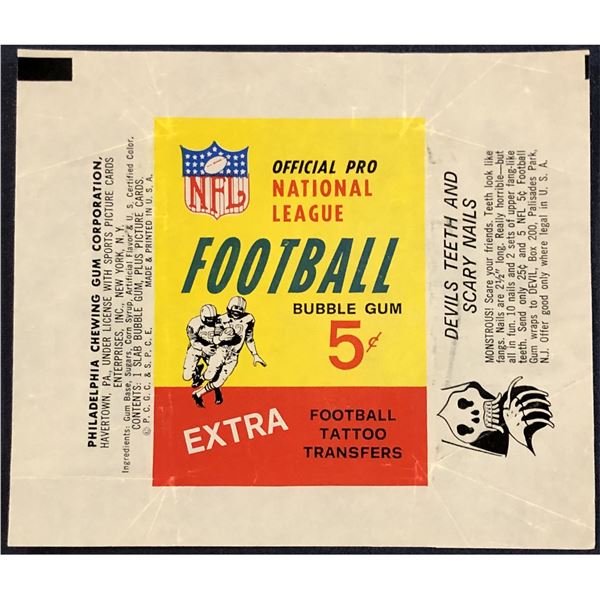 PHILADELPHIA CHEWING GUM CORPORATION,
HAVERTOWN, PA., UNDER LICENSE WITH SPORTS PICTURE CARDS
ENTERPRISES, INC., NEW YORK, N.Y.
Ingredients: Gum Base, Sugars, Corn Syrup, Artificial Flavor & U.S. Certified Color.
CONTENTS: 1 SLAB BUBBLE GUM, PLUS PICTURE CARDS.
© P.C.G.C. & S.P.C.E. MADE & PRINTED IN U.S.A.
NFL
OFFICIAL PRO
NATIONAL
LEAGUE
FOOTBALL
BUBBLE GUM
5¢
EXTRA
FOOTBALL
TATTOO
TRANSFERS
DEVILS TEETH AND
SCARY NAILS
MONSTROUS! Scare your friends. Teeth look like
fangs. Nails are 2½" long. Really horrible—but
all in fun. 10 nails and 2 sets of upper fang-like
teeth. Send only 25¢ and 5 NFL 5¢ Football
Gum wraps to DEVIL, Box 200, Palisades Park,
N.J. Offer good only where legal in U.S.A.